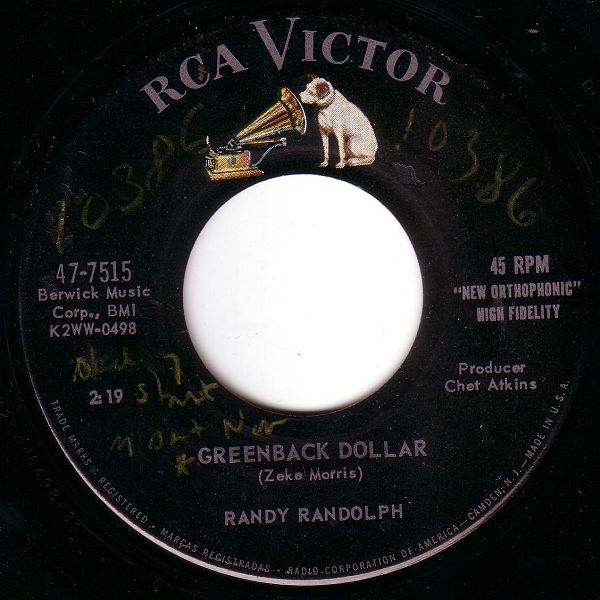 RCA VICTOR
10386
10386
47-7515
Berwick Music
Corp., BMI
K2WW-0498
2:19
45 RPM
"NEW ORTHOPHONIC"
HIGH FIDELITY
Producer
Chet Atkins
GREENBACK DOLLAR
(Zeke Morris)
RANDY RANDOLPH
TRADE MARKS ® REGISTERED. • MARCAS REGISTRADAS • RADIO CORPORATION OF AMERICA—CAMDEN, N. J.—MADE IN U.S.A.